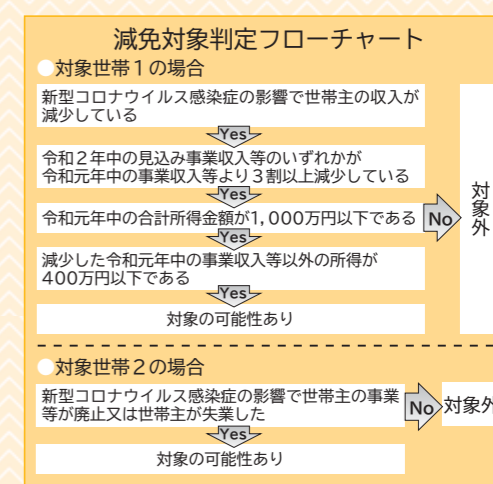 減免対象判定フローチャート
●対象世帯1の場合
新型コロナウイルス感染症の影響で世帯主の収入が
減少している
Yes
令和2年中の見込み事業収入等のいずれかが
令和元年中の事業収入等より3割以上減少している
Yes
令和元年中の合計所得金額が1,000万円以下である
No
対象外
Yes
減少した令和元年中の事業収入等以外の所得が
400万円以下である
Yes
対象の可能性あり
●対象世帯2の場合
新型コロナウイルス感染症の影響で世帯主の事業
等が廃止又は世帯主が失業した
No
対象外
Yes
対象の可能性あり